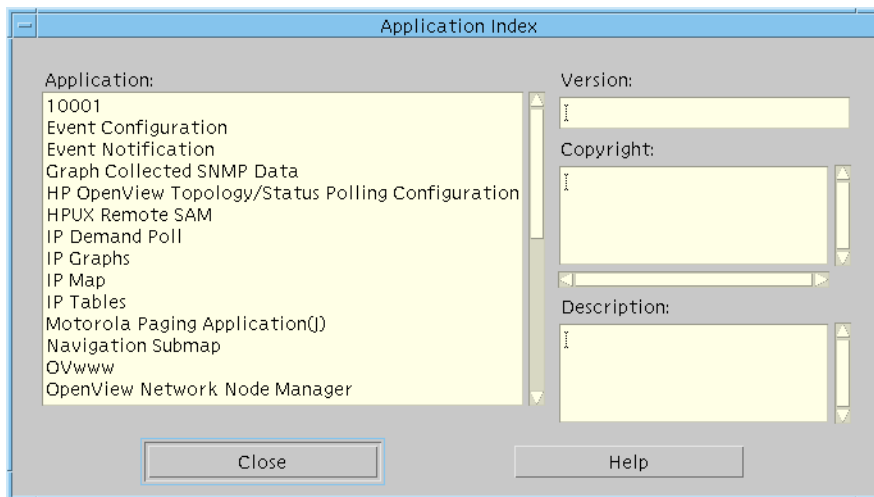 Application Index
Application:
10001
Event Configuration
Event Notification
Graph Collected SNMP Data
HP OpenView Topology/Status Polling Configuration
HPUX Remote SAM
IP Demand Poll
IP Graphs
IP Map
IP Tables
Motorola Paging Application(J)
Navigation Submap
OVwww
OpenView Network Node Manager
Version:
Copyright:
Description:
Close
Help